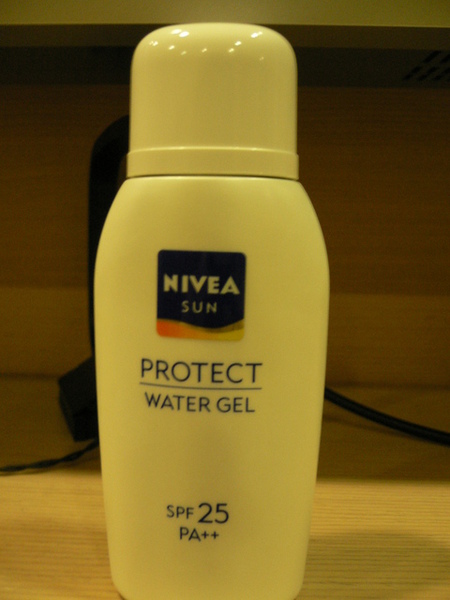 NIVEA
SUN
PROTECT
WATER GEL
SPF 25
PA++